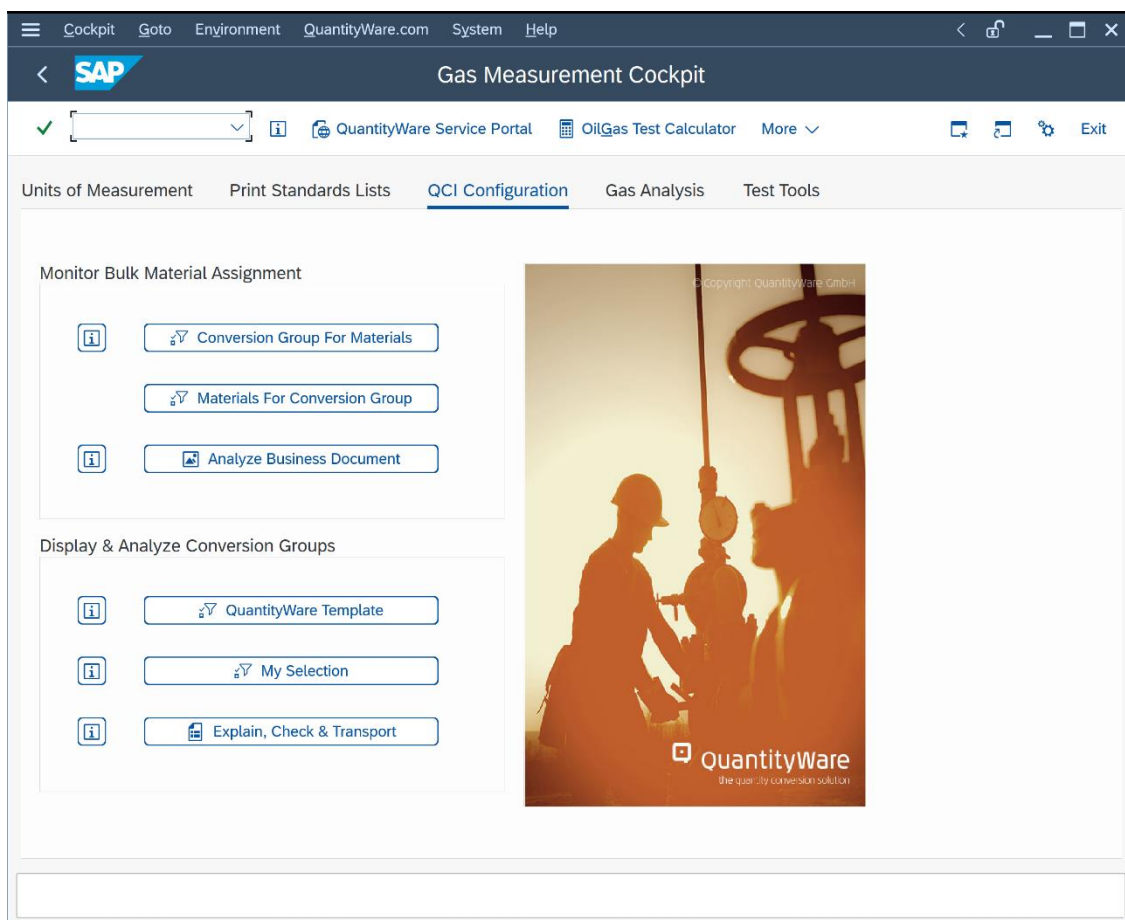 Cockpit Goto Environment QuantityWare.com System Help
SAP Gas Measurement Cockpit
QuantityWare Service Portal OilGas Test Calculator More Exit
Units of Measurement Print Standards Lists QCI Configuration Gas Analysis Test Tools
Monitor Bulk Material Assignment
© Copyright QuantityWare GmbH
Conversion Group For Materials
Materials For Conversion Group
Analyze Business Document
Display & Analyze Conversion Groups
QuantityWare Template
My Selection
Explain, Check & Transport
QuantityWare
the quantity conversion solution